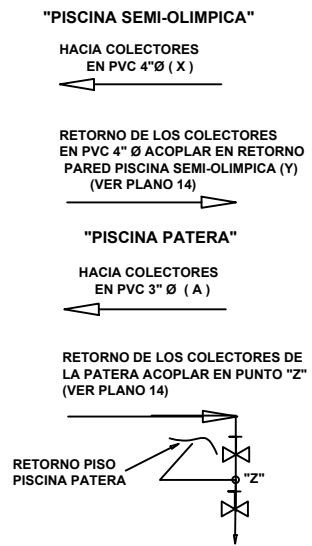 "PISCINA SEMI-OLIMPICA"
HACIA COLECTORES
EN PVC 4"Ø ( X )
RETORNO DE LOS COLECTORES
EN PVC 4" Ø ACOPLAR EN RETORNO
PARED PISCINA SEMI-OLIMPICA (Y)
(VER PLANO 14)
"PISCINA PATERA"
HACIA COLECTORES
EN PVC 3" Ø ( A )
RETORNO DE LOS COLECTORES DE
LA PATERA ACOPLAR EN PUNTO "Z"
(VER PLANO 14)
RETORNO PISO
PISCINA PATERA
"Z"